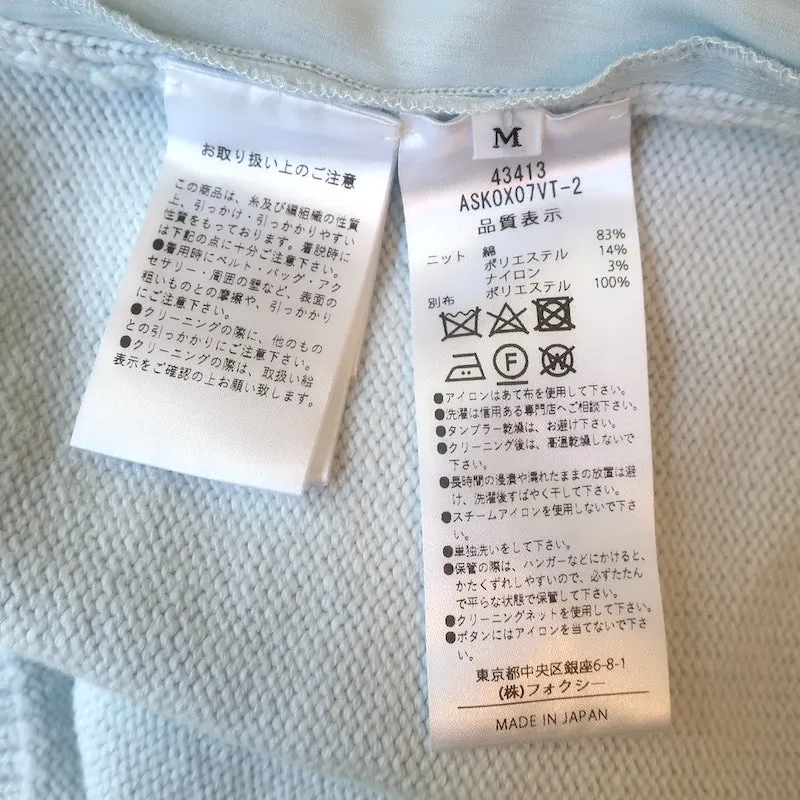 お取り扱い上のご注意
この商品は、糸及び編組織の性質
上、引っかけ・引っかかりやすい
性質をもっております。着脱時に
は下記の点に十分ご注意下さい。
●着用時にベルト・バッグ・アク
セサリー・周囲の壁など、表面の
粗いものとの摩擦や、引っかかり
にご注意下さい。
●クリーニングの際に、他のもの
との引っかかりにご注意下さい。
●クリーニングの際は、取扱い絵
表示をご確認の上お願い致します。
M
43413
ASK0X07VT-2
品質表示
ニット 綿 83%
ポリエステル 14%
ナイロン 3%
別布 ポリエステル 100%
F
W
●アイロンはあて布を使用して下さい。
●洗濯は信用ある専門店へご相談下さい。
●タンブラー乾燥は、お避け下さい。
●クリーニング後は、高温乾燥しないで
下さい。
●長時間の浸漬や濡れたままの放置は避
け、洗濯後すばやく干して下さい。
●スチームアイロンを使用しないで下さ
い。
●単独洗いをして下さい。
●保管の際は、ハンガーなどにかけると、
かたくずれしやすいので、必ずたたん
で平らな状態で保管して下さい。
●クリーニングネットを使用して下さい。
●ボタンにはアイロンを当てないで下さ
い。
東京都中央区銀座6-8-1
(株)フォクシー
MADE IN JAPAN